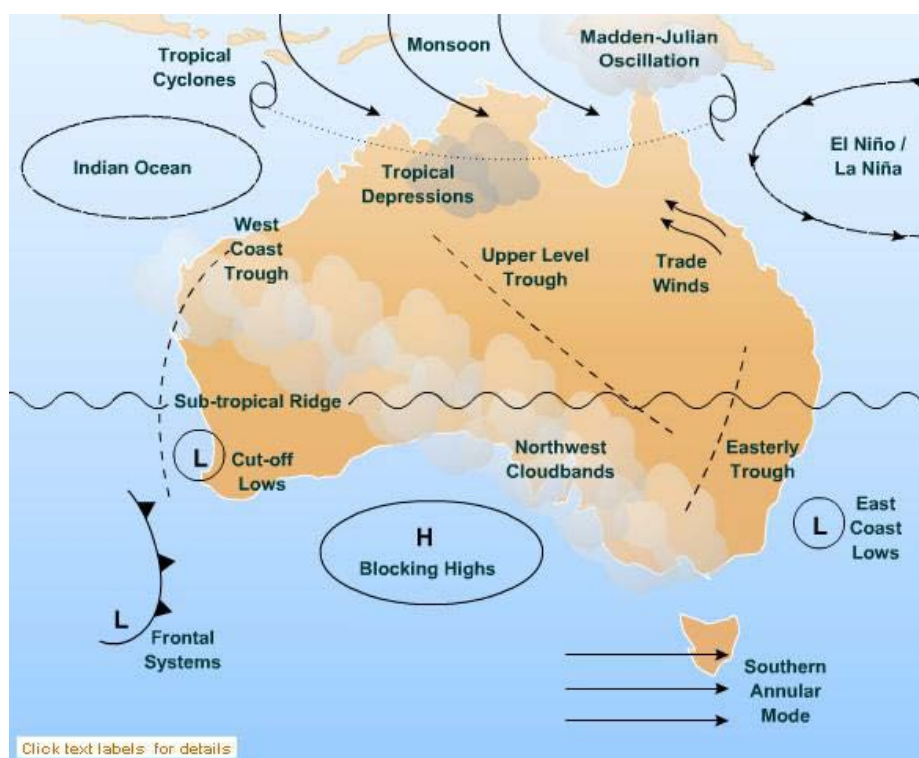 Tropical
Cyclones
Monsoon
Madden-Julian
Oscillation
Indian Ocean
El Niño /
La Niña
Tropical
Depressions
West
Coast
Trough
Upper Level
Trough
Trade
Winds
Sub-tropical Ridge
L
Cut-off
Lows
Northwest
Cloudbands
Easterly
Trough
H
Blocking Highs
L
East
Coast
Lows
L
Frontal
Systems
Southern
Annular
Mode
Click text labels for details